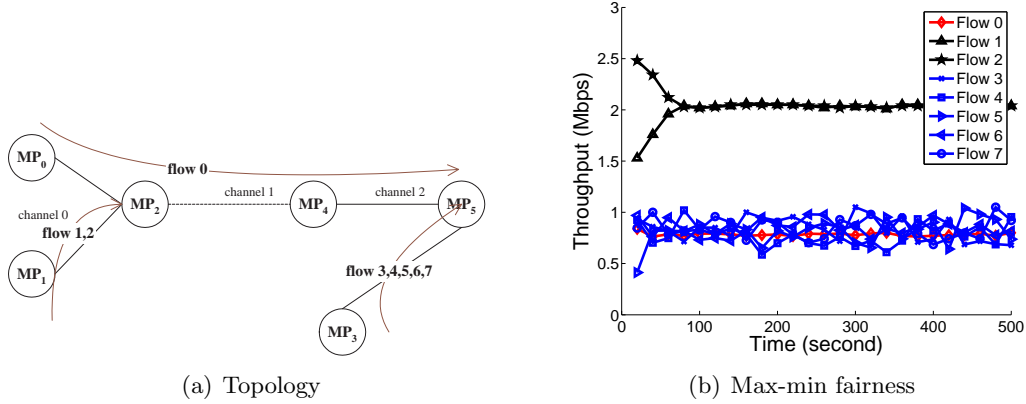 MP0
flow 0
channel 1
channel 2
MP2
MP4
MP5
channel 0
flow 1,2
MP1
flow 3,4,5,6,7
MP3
(a) Topology
Throughput (Mbps)
3
2.5
2
1.5
1
0.5
0
0
100
200
300
400
500
Time (second)
Flow 0
Flow 1
Flow 2
Flow 3
Flow 4
Flow 5
Flow 6
Flow 7
(b) Max-min fairness